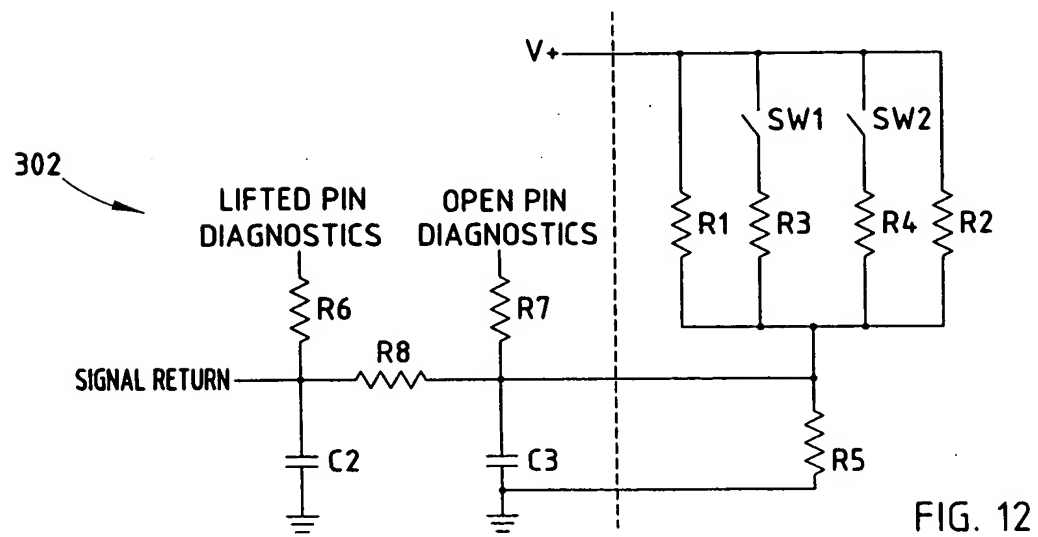 V+
SW1
SW2
302
LIFTED PIN
DIAGNOSTICS
OPEN PIN
DIAGNOSTICS
R1
R3
R4
R2
R6
R7
R8
SIGNAL RETURN
C2
C3
R5
FIG. 12